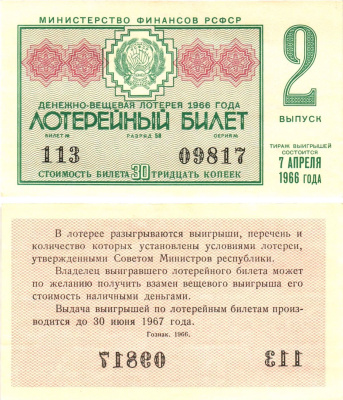 МИНИСТЕРСТВО ФИНАНСОВ РСФСР
2
ВЫПУСК
ДЕНЕЖНО-ВЕЩЕВАЯ ЛОТЕРЕЯ 1966 ГОДА
ЛОТЕРЕЙНЫЙ БИЛЕТ
БИЛЕТ № РАЗРЯД 58 СЕРИЯ №
113 09817
СТОИМОСТЬ БИЛЕТА 30 ТРИДЦАТЬ КОПЕЕК
ТИРАЖ ВЫИГРЫШЕЙ
СОСТОИТСЯ
7 АПРЕЛЯ
1966 ГОДА
В лотерее разыгрываются выигрыши, перечень и
количество которых установлены условиями лотереи,
утвержденными Советом Министров республики.
Владелец выигравшего лотерейного билета может
по желанию получить взамен вещевого выигрыша его
стоимость наличными деньгами.
Выдача выигрышей по лотерейным билетам произ-
водится до 30 июня 1967 года.
Гознак. 1966.
09817 113